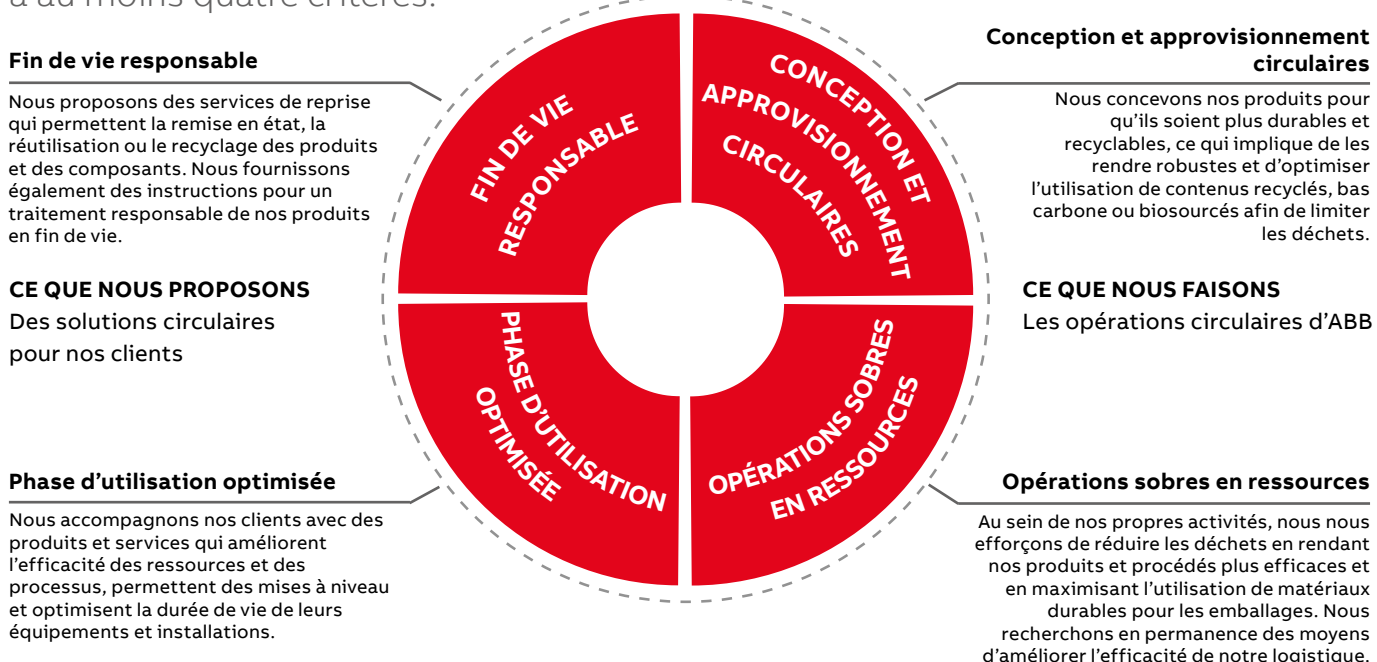 à au moins quatre critères.
Fin de vie responsable
Nous proposons des services de reprise
qui permettent la remise en état, la
réutilisation ou le recyclage des produits
et des composants. Nous fournissons
également des instructions pour un
traitement responsable de nos produits
en fin de vie.
CE QUE NOUS PROPOSONS
Des solutions circulaires
pour nos clients
Phase d’utilisation optimisée
Nous accompagnons nos clients avec des
produits et services qui améliorent
l’efficacité des ressources et des
processus, permettent des mises à niveau
et optimisent la durée de vie de leurs
équipements et installations.
FIN DE VIE
RESPONSABLE
CONCEPTION ET
APPROVISIONNEMENT
CIRCULAIRES
PHASE D’UTILISATION
OPTIMISÉE
OPÉRATIONS SOBRES
EN RESSOURCES
Conception et approvisionnement
circulaires
Nous concevons nos produits pour
qu’ils soient plus durables et
recyclables, ce qui implique de les
rendre robustes et d’optimiser
l’utilisation de contenus recyclés, bas
carbone ou biosourcés afin de limiter
les déchets.
CE QUE NOUS FAISONS
Les opérations circulaires d’ABB
Opérations sobres en ressources
Au sein de nos propres activités, nous nous
efforçons de réduire les déchets en rendant
nos produits et procédés plus efficaces et
en maximisant l’utilisation de matériaux
durables pour les emballages. Nous
recherchons en permanence des moyens
d’améliorer l’efficacité de notre logistique.